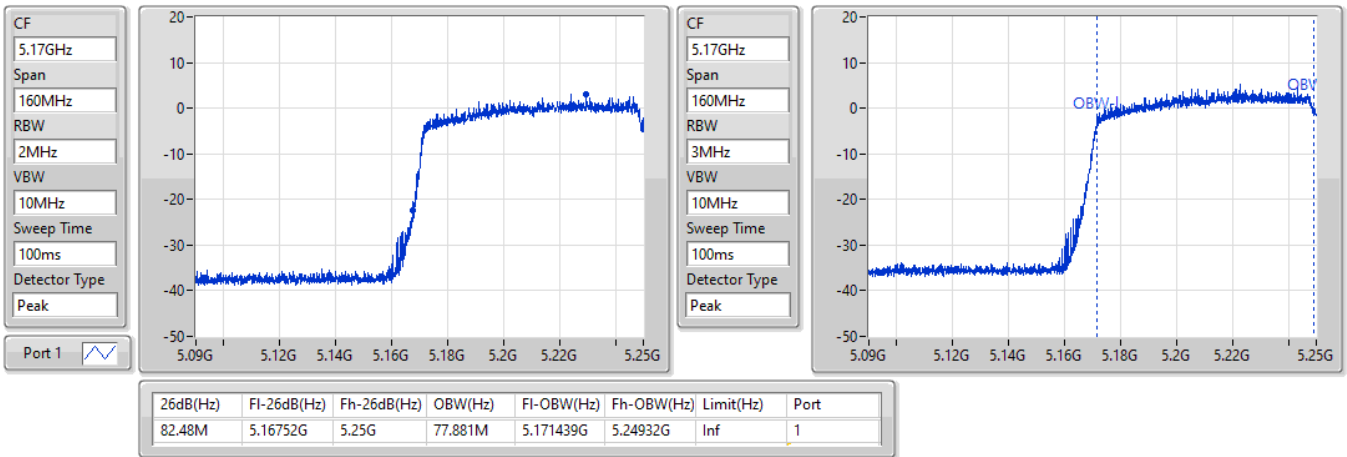 CF
5.17GHz
Span
160MHz
RBW
2MHz
VBW
10MHz
Sweep Time
100ms
Detector Type
Peak
Port 1
20
10
0
-10
-20
-30
-40
-50
5.09G 5.12G 5.14G 5.16G 5.18G 5.2G 5.22G 5.25G
CF
5.17GHz
Span
160MHz
RBW
3MHz
VBW
10MHz
Sweep Time
100ms
Detector Type
Peak
20
10
0
-10
-20
-30
-40
-50
OBW
OBW
5.09G 5.12G 5.14G 5.16G 5.18G 5.2G 5.22G 5.25G
26dB(Hz) Fl-26dB(Hz) Fh-26dB(Hz) OBW(Hz) Fl-OBW(Hz) Fh-OBW(Hz) Limit(Hz) Port
82.48M 5.16752G 5.25G 77.881M 5.171439G 5.24932G Inf 1